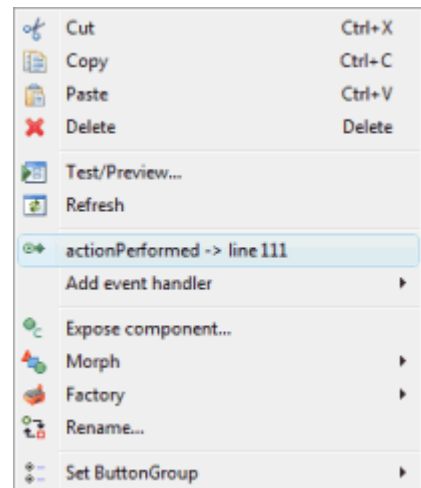 Cut Ctrl+X
Copy Ctrl+C
Paste Ctrl+V
Delete Delete
Test/Preview...
Refresh
actionPerformed -> line 111
Add event handler
Expose component...
Morph
Factory
Rename...
Set ButtonGroup